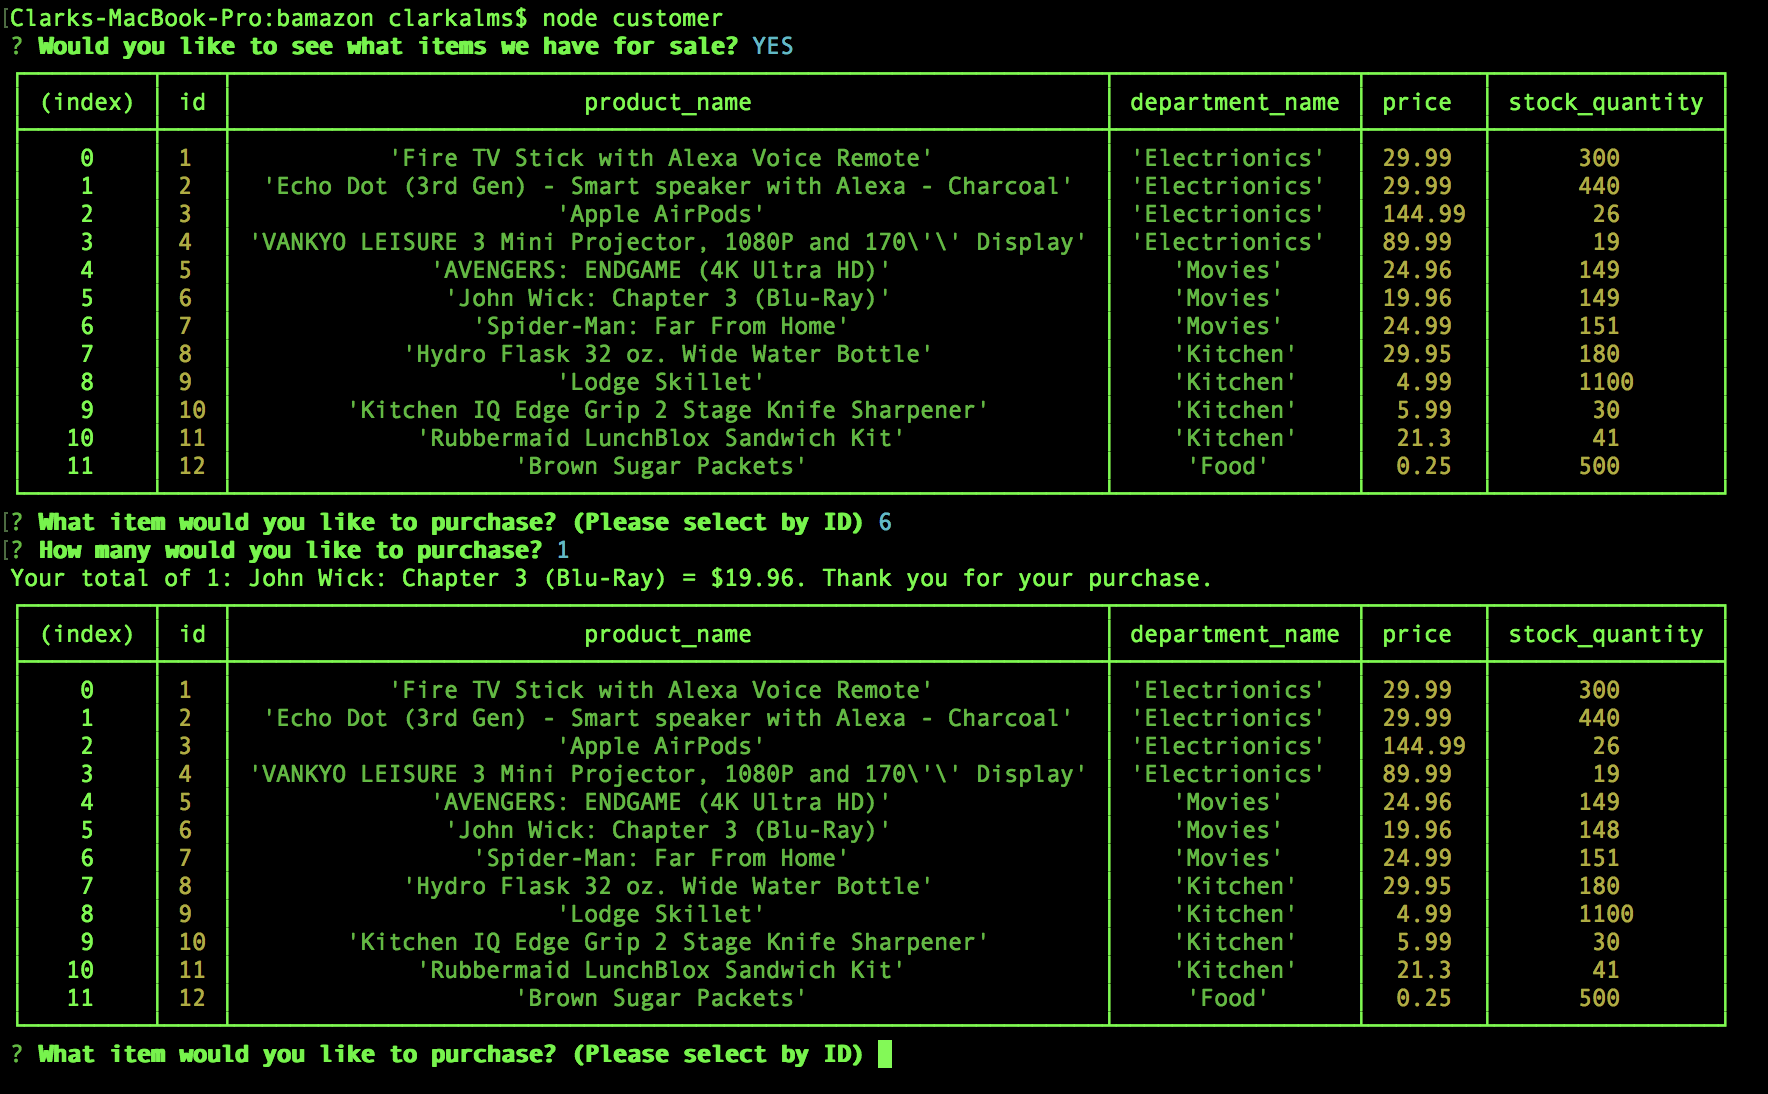 [Clarks-MacBook-Pro:bamazon clarkalms$ node customer
? Would you like to see what items we have for sale? YES
(index) id product_name department_name price stock_quantity
0 1 'Fire TV Stick with Alexa Voice Remote' 'Electrionics' 29.99 300
1 2 'Echo Dot (3rd Gen) - Smart speaker with Alexa - Charcoal' 'Electrionics' 29.99 440
2 3 'Apple AirPods' 'Electrionics' 144.99 26
3 4 'VANKYO LEISURE 3 Mini Projector, 1080P and 170\'\' Display' 'Electrionics' 89.99 19
4 5 'AVENGERS: ENDGAME (4K Ultra HD)' 'Movies' 24.96 149
5 6 'John Wick: Chapter 3 (Blu-Ray)' 'Movies' 19.96 149
6 7 'Spider-Man: Far From Home' 'Movies' 24.99 151
7 8 'Hydro Flask 32 oz. Wide Water Bottle' 'Kitchen' 29.95 180
8 9 'Lodge Skillet' 'Kitchen' 4.99 1100
9 10 'Kitchen IQ Edge Grip 2 Stage Knife Sharpener' 'Kitchen' 5.99 30
10 11 'Rubbermaid LunchBlox Sandwich Kit' 'Kitchen' 21.3 41
11 12 'Brown Sugar Packets' 'Food' 0.25 500
[? What item would you like to purchase? (Please select by ID) 6
[? How many would you like to purchase? 1
Your total of 1: John Wick: Chapter 3 (Blu-Ray) = $19.96. Thank you for your purchase.
(index) id product_name department_name price stock_quantity
0 1 'Fire TV Stick with Alexa Voice Remote' 'Electrionics' 29.99 300
1 2 'Echo Dot (3rd Gen) - Smart speaker with Alexa - Charcoal' 'Electrionics' 29.99 440
2 3 'Apple AirPods' 'Electrionics' 144.99 26
3 4 'VANKYO LEISURE 3 Mini Projector, 1080P and 170\'\' Display' 'Electrionics' 89.99 19
4 5 'AVENGERS: ENDGAME (4K Ultra HD)' 'Movies' 24.96 149
5 6 'John Wick: Chapter 3 (Blu-Ray)' 'Movies' 19.96 148
6 7 'Spider-Man: Far From Home' 'Movies' 24.99 151
7 8 'Hydro Flask 32 oz. Wide Water Bottle' 'Kitchen' 29.95 180
8 9 'Lodge Skillet' 'Kitchen' 4.99 1100
9 10 'Kitchen IQ Edge Grip 2 Stage Knife Sharpener' 'Kitchen' 5.99 30
10 11 'Rubbermaid LunchBlox Sandwich Kit' 'Kitchen' 21.3 41
11 12 'Brown Sugar Packets' 'Food' 0.25 500
? What item would you like to purchase? (Please select by ID)